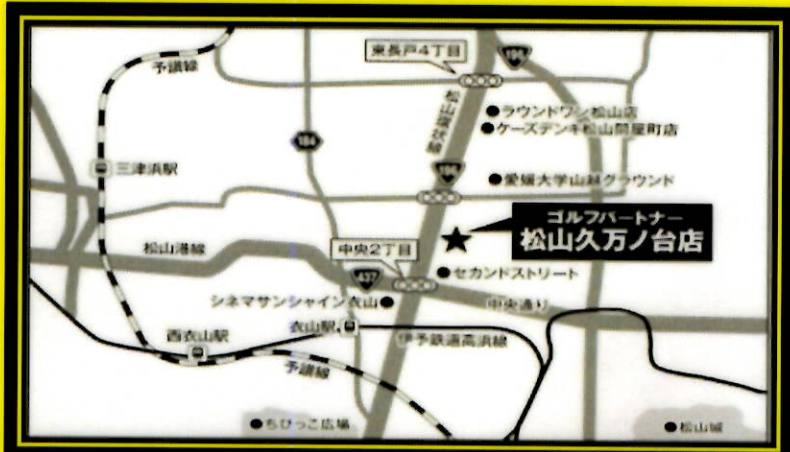 東長戸4丁目
196
予讃線
ラウンドワン松山店
ケーズデンキ松山問屋町店
松山環状線
184
三津浜駅
196
愛媛大学山越グラウンド
ゴルフパートナー
松山久万ノ台店
松山港線
中央2丁目
437
セカンドストリート
シネマサンシャイン衣山
中央通り
衣山駅
西衣山駅
伊予鉄道高浜線
予讃線
ちびっこ広場
松山城